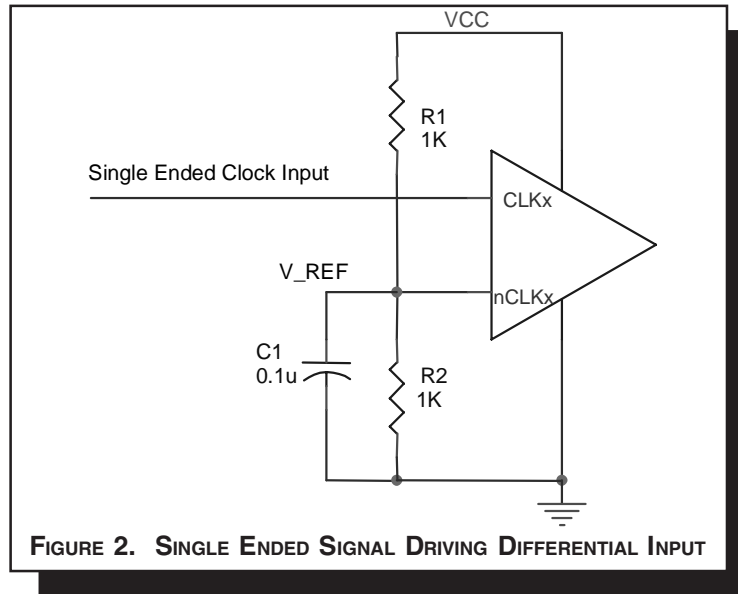 VCC
R1
1K
Single Ended Clock Input
CLKx
V_REF
nCLKx
C1
0.1u
R2
1K
FIGURE 2. SINGLE ENDED SIGNAL DRIVING DIFFERENTIAL INPUT